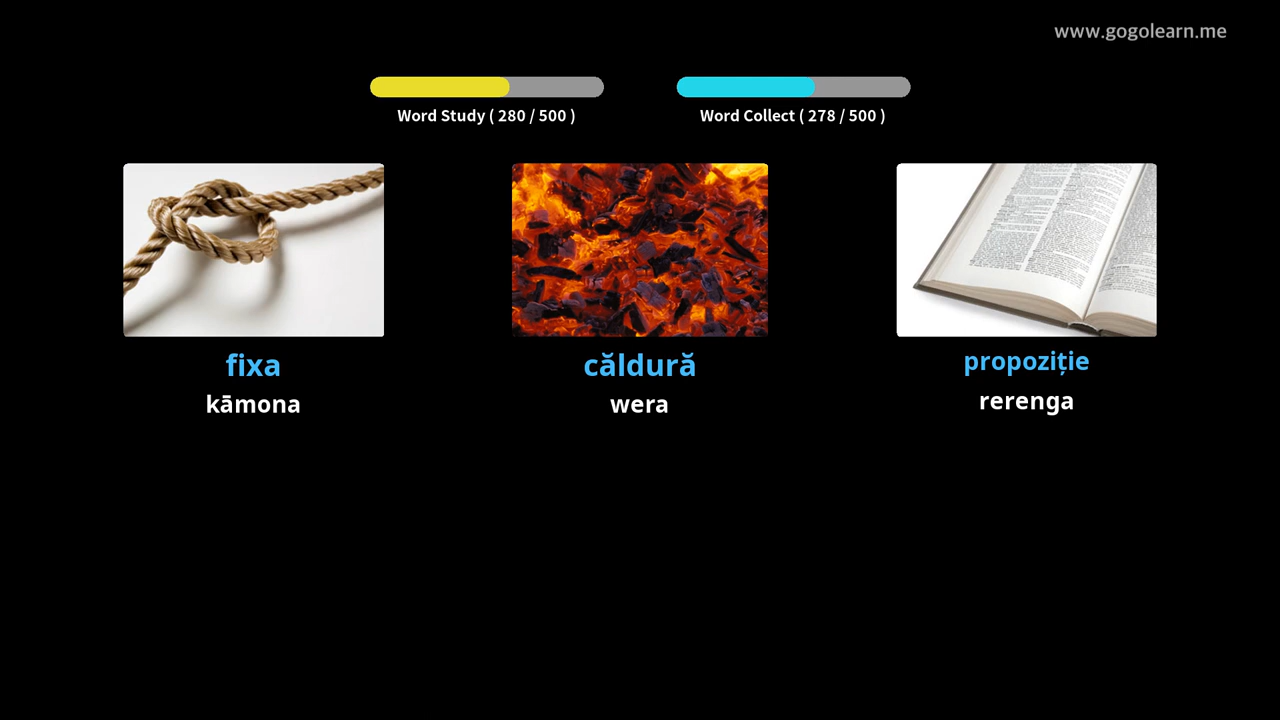 www.gogolearn.me
Word Study ( 280 / 500 )
Word Collect ( 278 / 500 )
fixa
kāmona
căldură
wera
propoziție
rerenga